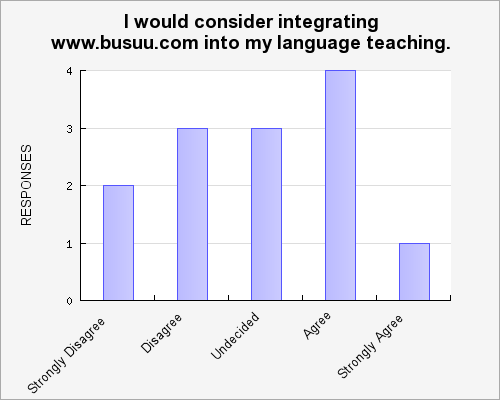 I would consider integrating
www.busuu.com into my language teaching.
RESPONSES
4
3
2
1
0
Strongly Disagree
Disagree
Undecided
Agree
Strongly Agree